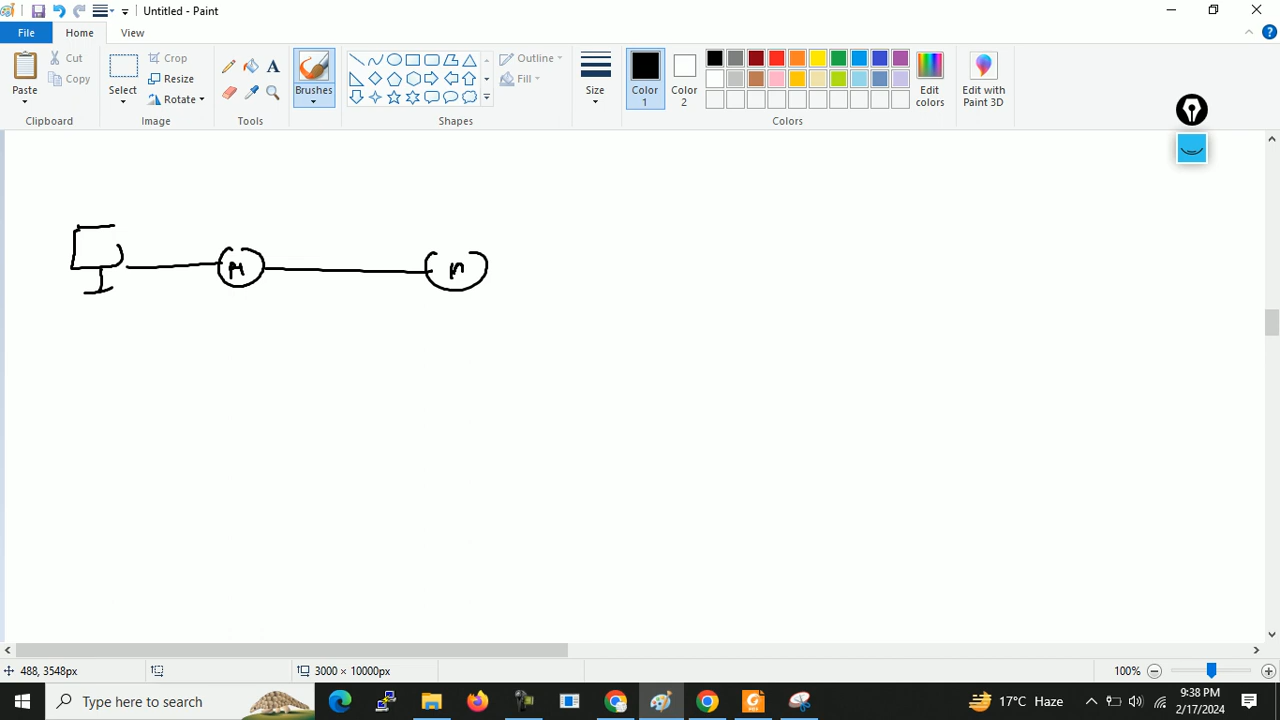 Untitled - Paint
File
Home
View
Paste
Cut
Copy
Clipboard
Select
Crop
Resize
Rotate
Image
A
Tools
Brushes
Outline
Fill
Shapes
Size
Color 1
Color 2
Edit colors
Colors
Edit with Paint 3D
M
n
488, 3548px
3000 × 10000px
100%
Type here to search
17°C Haze
9:38 PM
2/17/2024